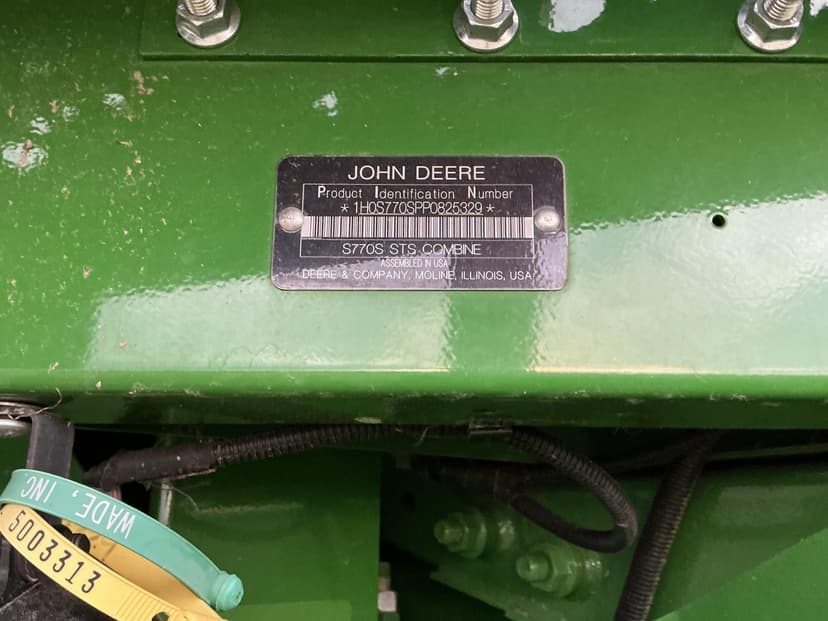 JOHN DEERE
Product Identification Number
*1H0S770SPP0825329*
S770S STS COMBINE
ASSEMBLED IN USA
DEERE & COMPANY, MOLINE, ILLINOIS, USA
WADE, INC
5003313